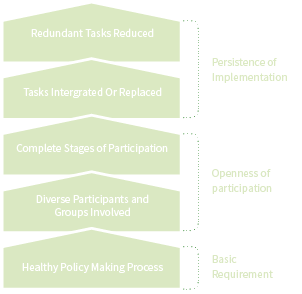 Redundant Tasks Reduced
Persistence of
Implementation
Tasks Intergrated Or Replaced
Complete Stages of Participation
Openness of
participation
Diverse Participants and
Groups Involved
Basic
Requirement
Healthy Policy Making Process